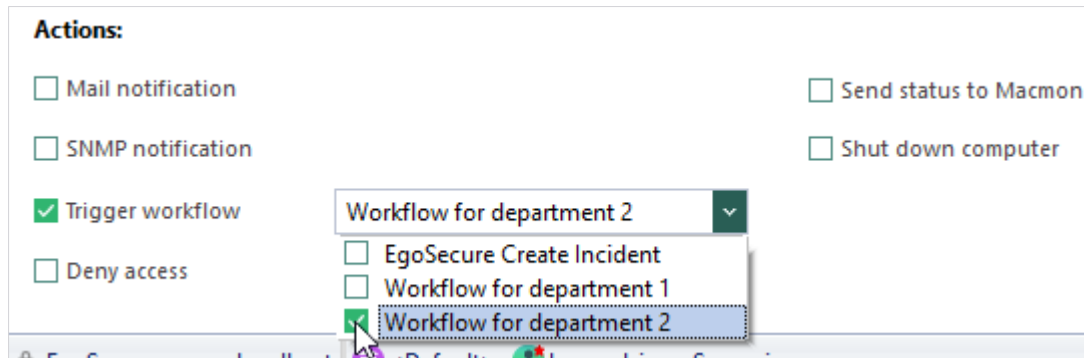 Actions:
Mail notification
Send status to Macmon
SNMP notification
Shut down computer
Trigger workflow
Workflow for department 2
EgoSecure Create Incident
Deny access
Workflow for department 1
Workflow for department 2